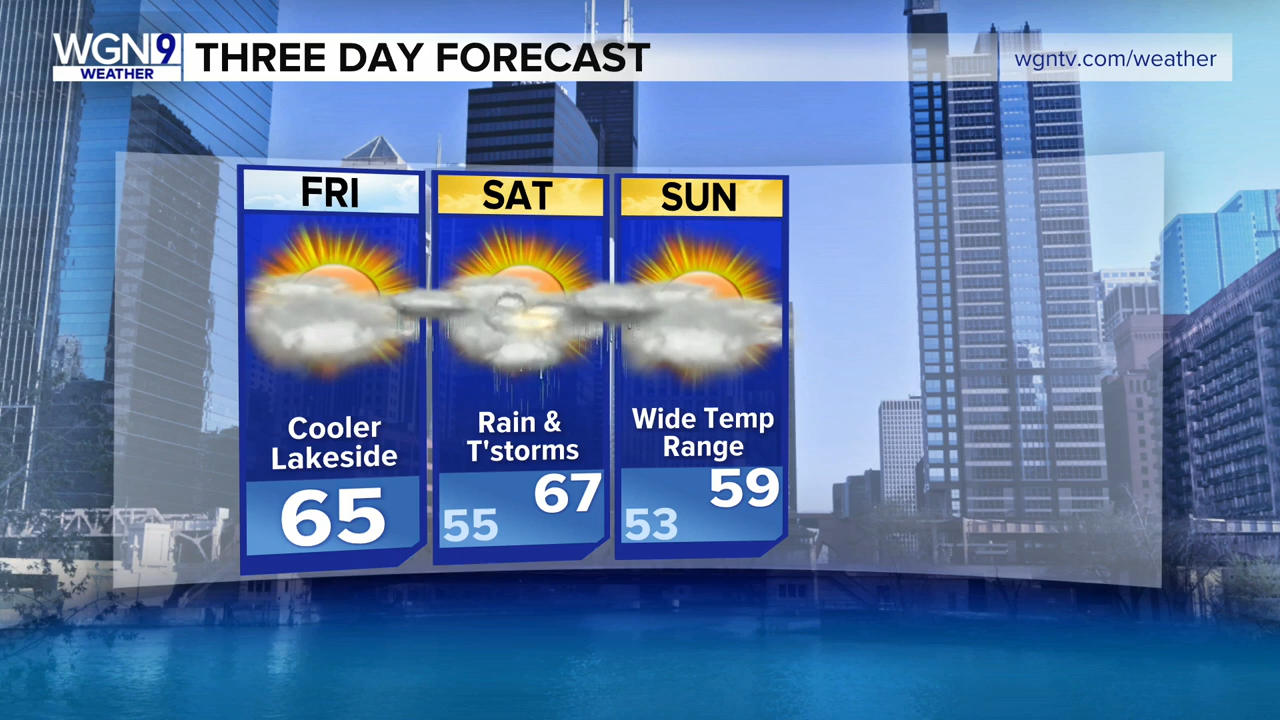 WGN9
WEATHER
THREE DAY FORECAST
wgntv.com/weather
FRI
Cooler
Lakeside
65
SAT
Rain &
T'storms
67
55
SUN
Wide Temp
Range
59
53